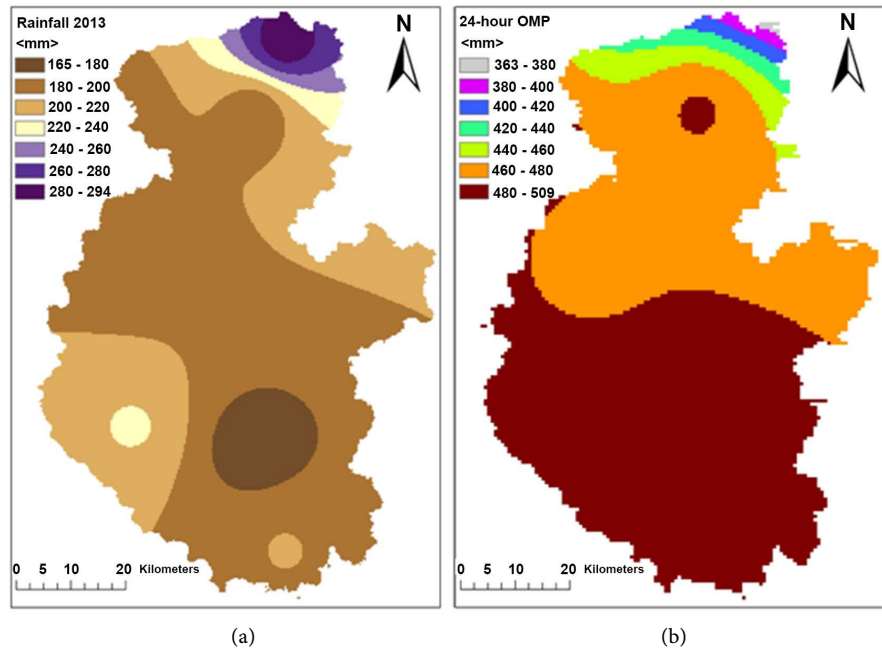 Rainfall 2013
<mm>
165 - 180
180 - 200
200 - 220
220 - 240
240 - 260
260 - 280
280 - 294
N
0 5 10 20 Kilometers
(a)
24-hour OMP
<mm>
363 - 380
380 - 400
400 - 420
420 - 440
440 - 460
460 - 480
480 - 509
N
0 5 10 20 Kilometers
(b)